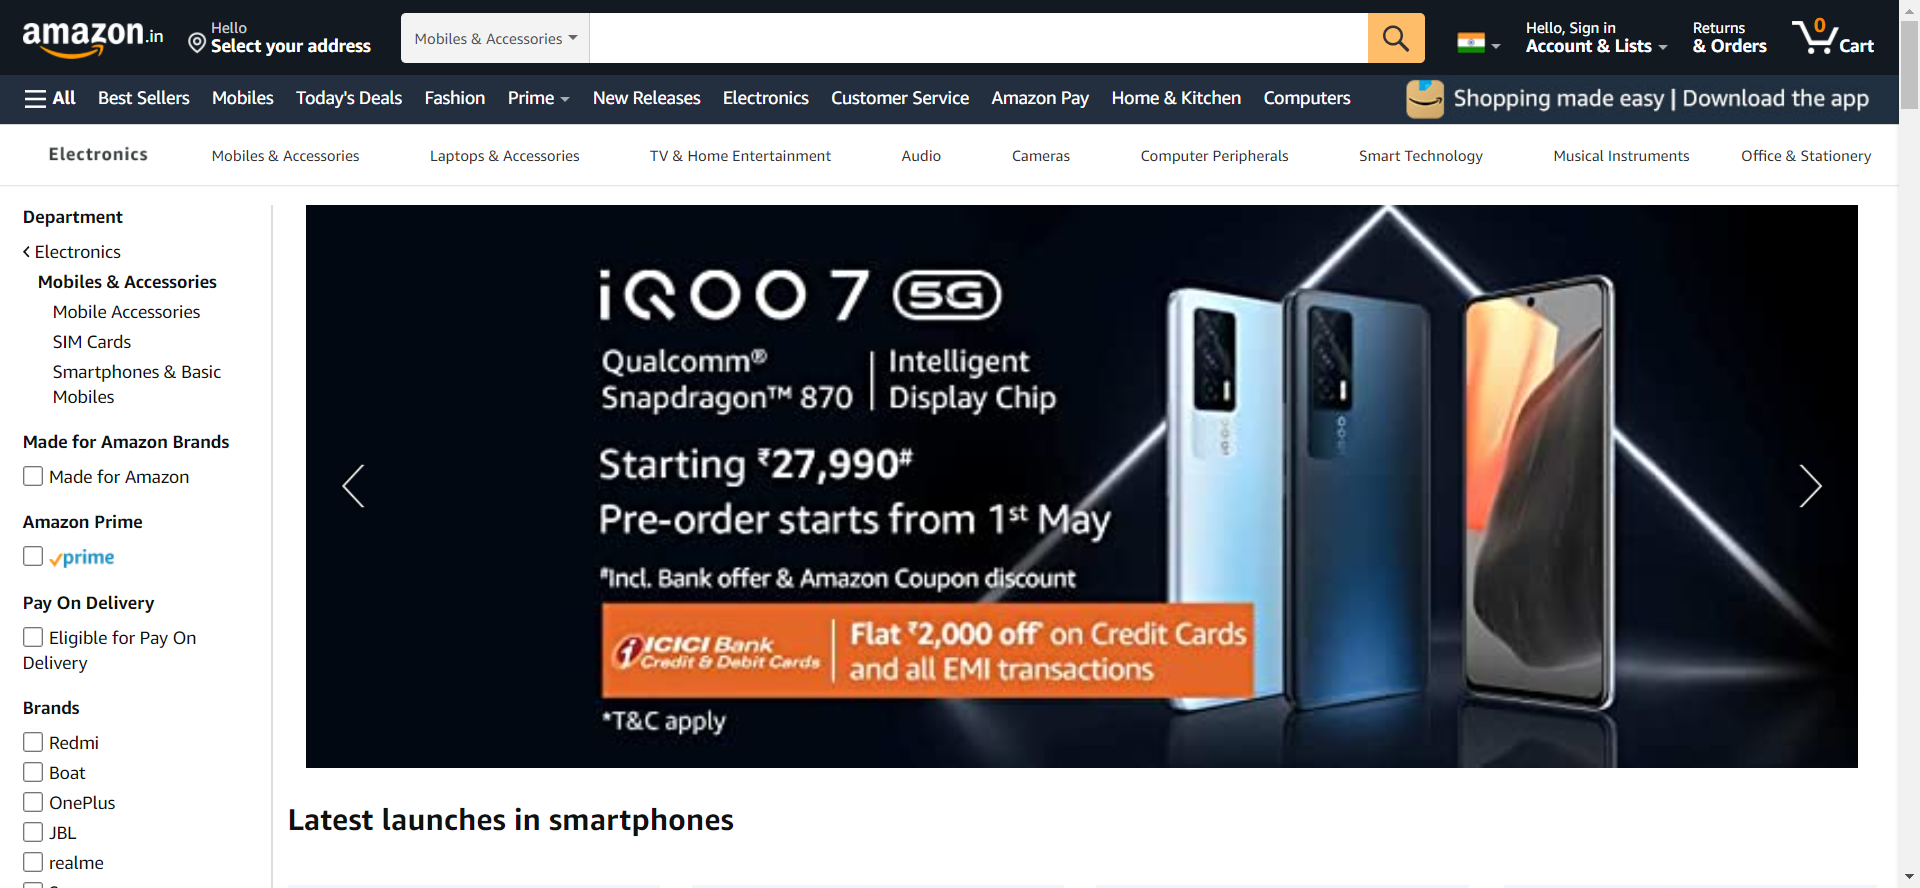 amazon.in
Hello
Select your address
Mobiles & Accessories
Hello, Sign in
Account & Lists
Returns
& Orders
0
Cart
All
Best Sellers
Mobiles
Today's Deals
Fashion
Prime
New Releases
Electronics
Customer Service
Amazon Pay
Home & Kitchen
Computers
Shopping made easy | Download the app
Electronics
Mobiles & Accessories
Laptops & Accessories
TV & Home Entertainment
Audio
Cameras
Computer Peripherals
Smart Technology
Musical Instruments
Office & Stationery
Department
Electronics
Mobiles & Accessories
Mobile Accessories
SIM Cards
Smartphones & Basic
Mobiles
Made for Amazon Brands
Made for Amazon
Amazon Prime
prime
Pay On Delivery
Eligible for Pay On
Delivery
Brands
Redmi
Boat
OnePlus
JBL
realme
iQOO 7 5G
Qualcomm®
Snapdragon™ 870
Intelligent
Display Chip
Starting ₹27,990#
Pre-order starts from 1st May
#Incl. Bank offer & Amazon Coupon discount
ICICI Bank
Credit & Debit Cards
Flat ₹2,000 off* on Credit Cards
and all EMI transactions
*T&C apply
iQOO
iQOO
Latest launches in smartphones